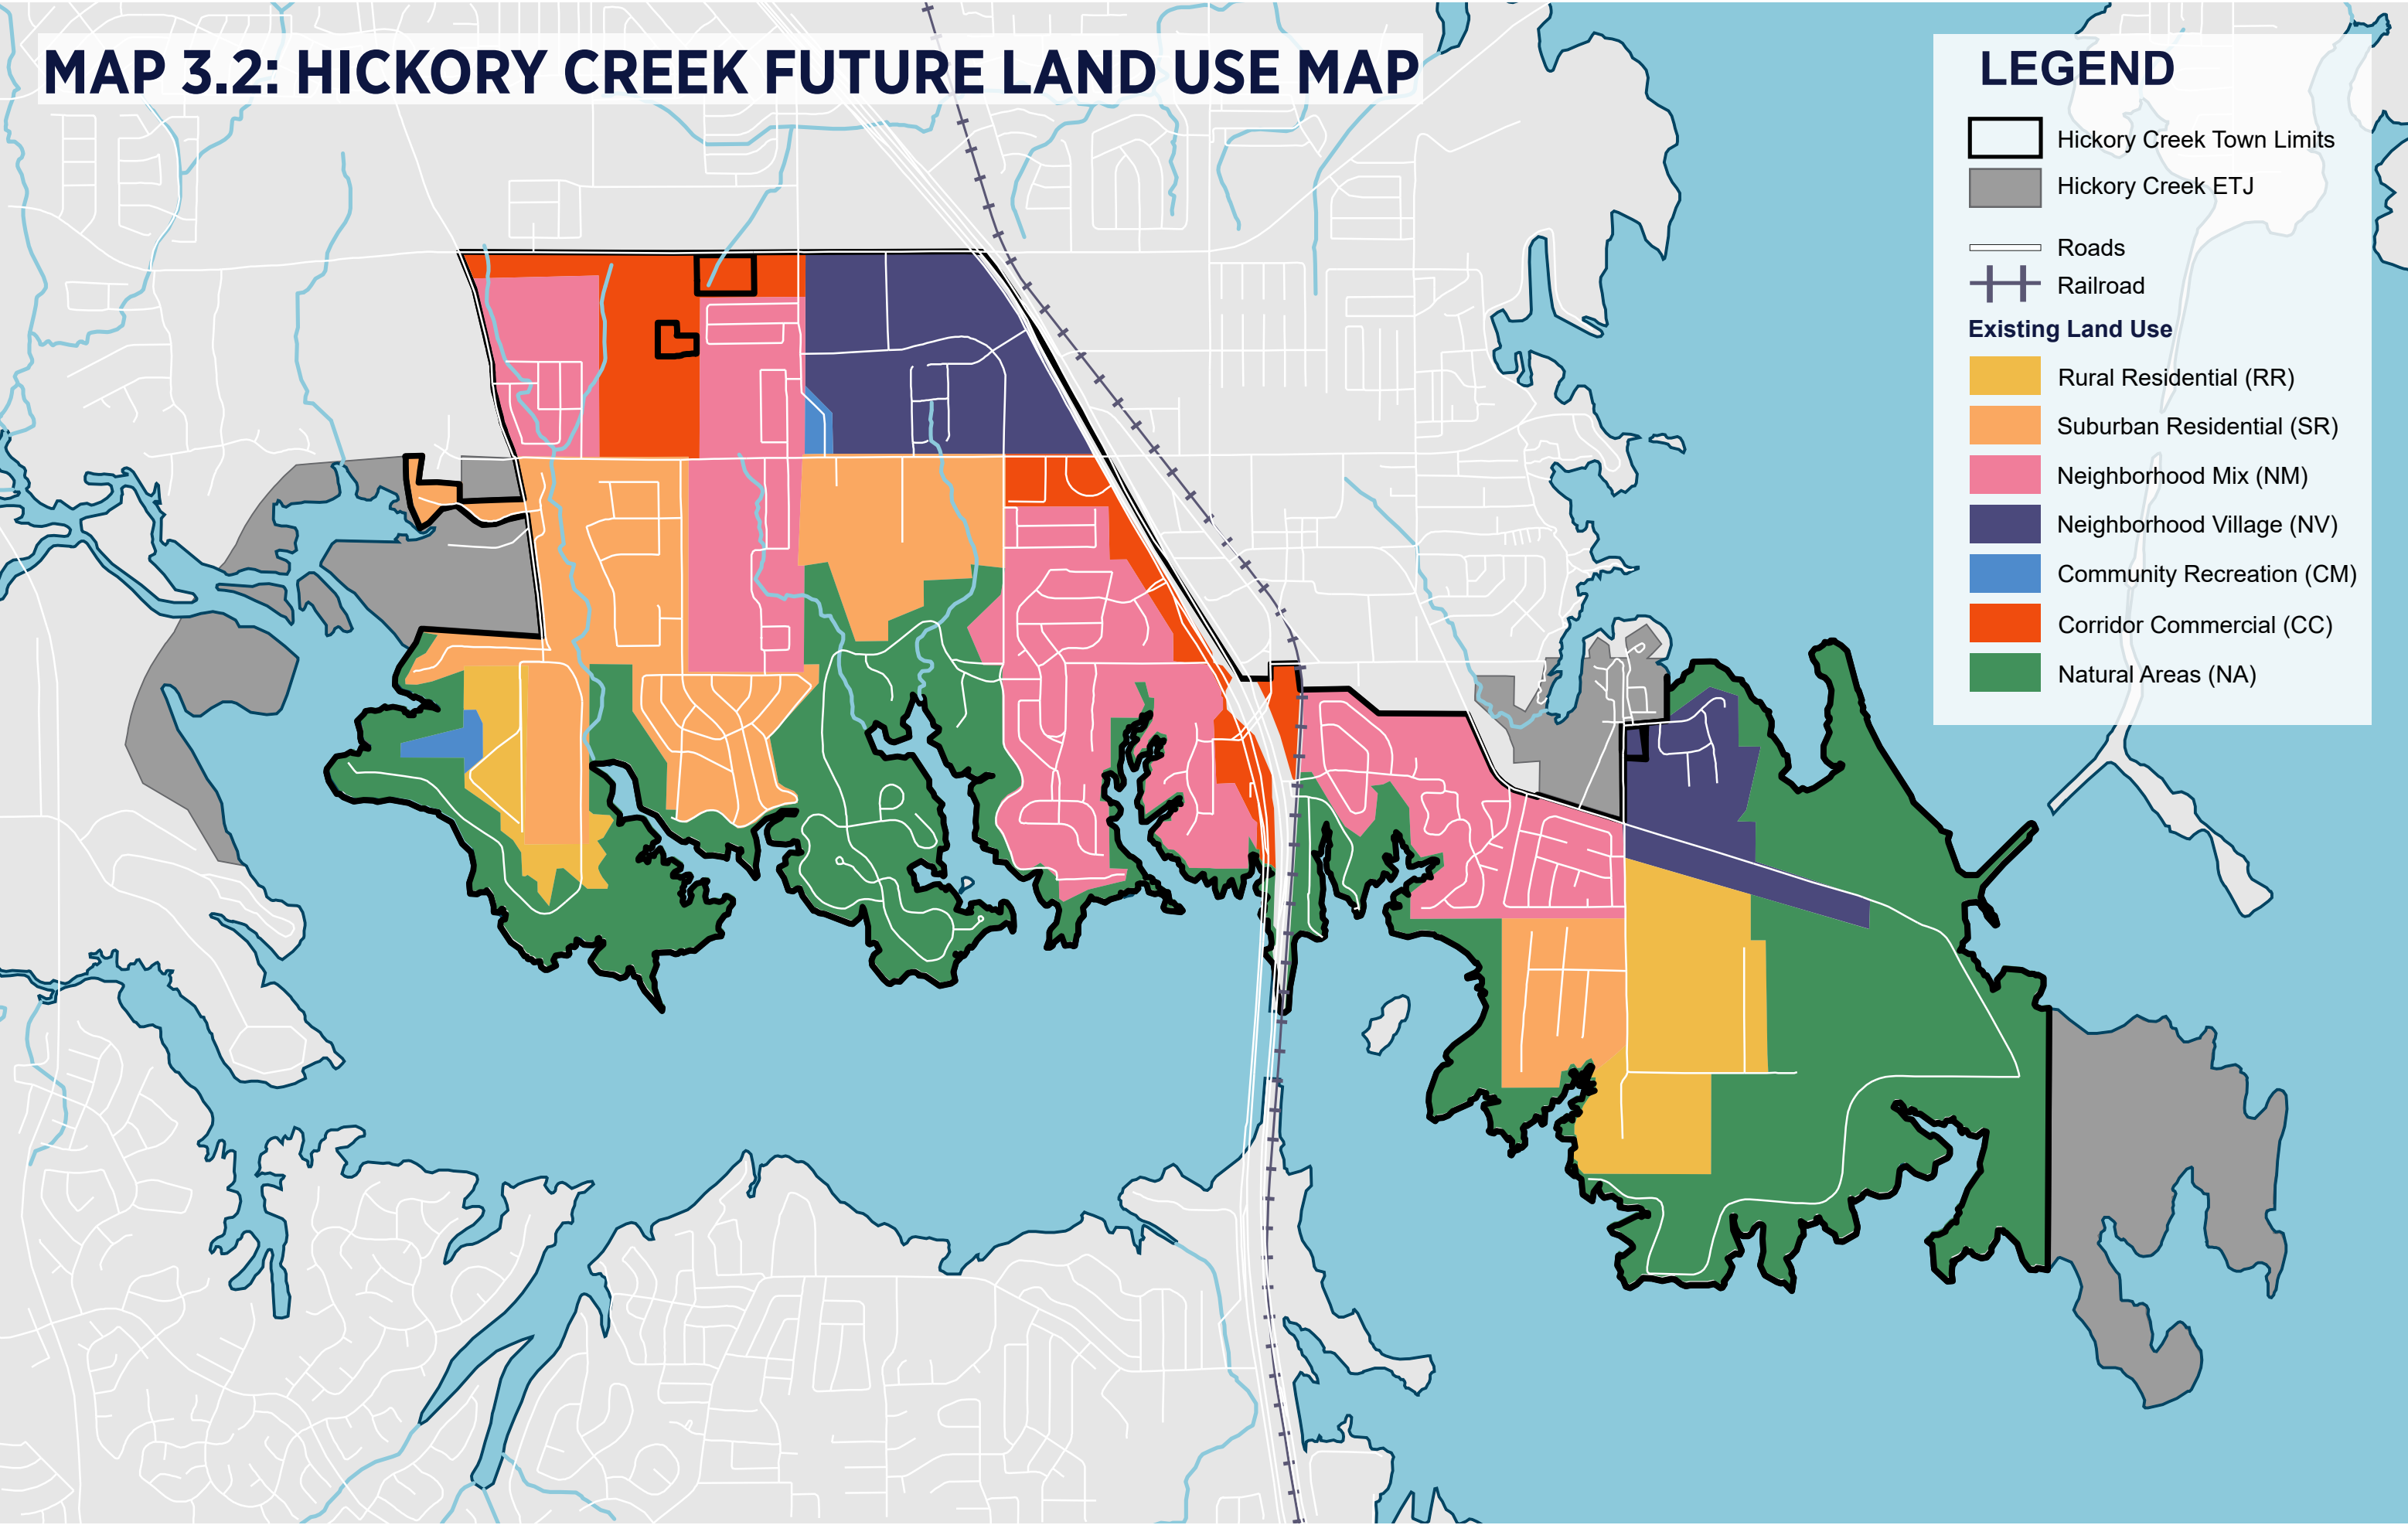 MAP 3.2: HICKORY CREEK FUTURE LAND USE MAP
LEGEND
Hickory Creek Town Limits
Hickory Creek ETJ
Roads
Railroad
Existing Land Use
Rural Residential (RR)
Suburban Residential (SR)
Neighborhood Mix (NM)
Neighborhood Village (NV)
Community Recreation (CM)
Corridor Commercial (CC)
Natural Areas (NA)